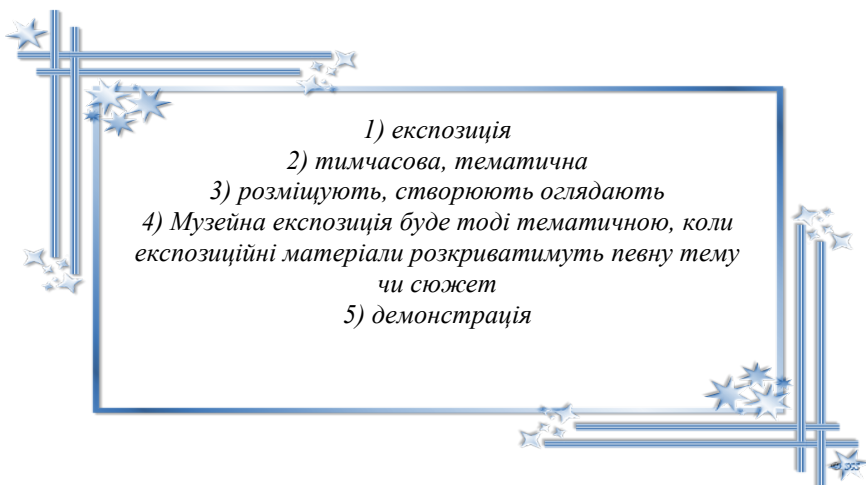 1) експозиція
2) тимчасова, тематична
3) розміщують, створюють оглядають
4) Музейна експозиція буде тоді тематичною, коли
експозиційні матеріали розкриватимуть певну тему
чи сюжет
5) демонстрація